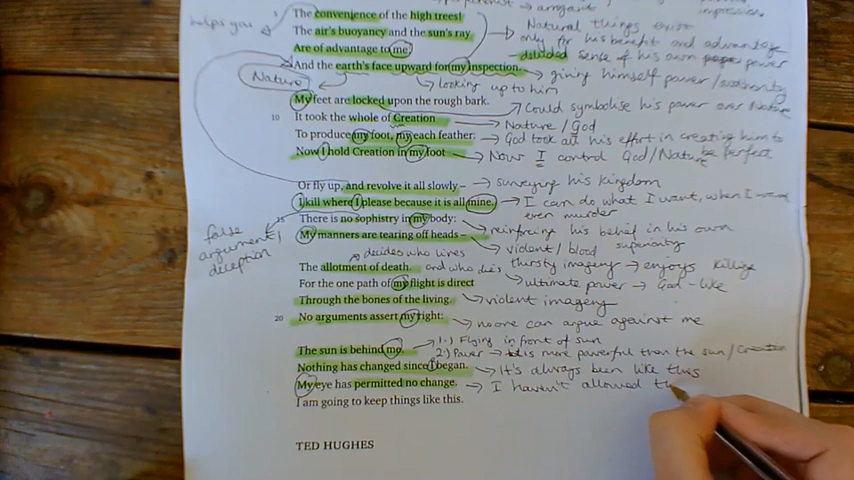 arrogant
impression
helps you
5 The convenience of the high trees!
Natural things exist
The air's buoyancy and the sun's ray
only for his benefit and advantage
Are of advantage to me;
deluded sense of his own power
And the earth's face upward for my inspection.
giving himself power/authority
Nature
looking up to him
My feet are locked upon the rough bark.
Could symbolise his power over Nature
10 It took the whole of Creation
Nature / God
To produce my foot, my each feather:
God took all his effort in creating him to be perfect
Now I hold Creation in my foot
Now I control God/Nature
Or fly up, and revolve it all slowly –
surveying his kingdom
I kill where I please because it is all mine.
I can do what I want, when I want
even murder
15 There is no sophistry in my body:
reinforcing his belief in his own superiority
My manners are tearing off heads –
violent / blood thirsty imagery → enjoys killing
false argument
deception
decides who lives and who dies
The allotment of death.
For the one path of my flight is direct
ultimate power → God-like
Through the bones of the living.
violent imagery
20 No arguments assert my right:
no one can argue against me
The sun is behind me.
1.) Flying in front of sun
2.) Power → is more powerful than the sun / Creation
Nothing has changed since I began.
It's always been like this
My eye has permitted no change.
I haven't allowed
I am going to keep things like this.
TED HUGHES